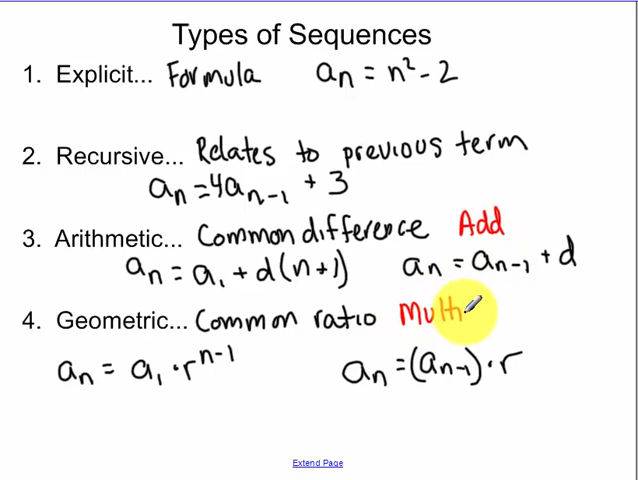 Types of Sequences
1. Explicit... Formula aₙ = n² - 2
2. Recursive... Relates to previous term
aₙ = 4aₙ₋₁ + 3
3. Arithmetic... Common difference Add
aₙ = a₁ + d(n+1) aₙ = aₙ₋₁ + d
4. Geometric... Common ratio Mult
aₙ = a₁ · rⁿ⁻¹ aₙ = (aₙ₋₁) · r
Extend Page